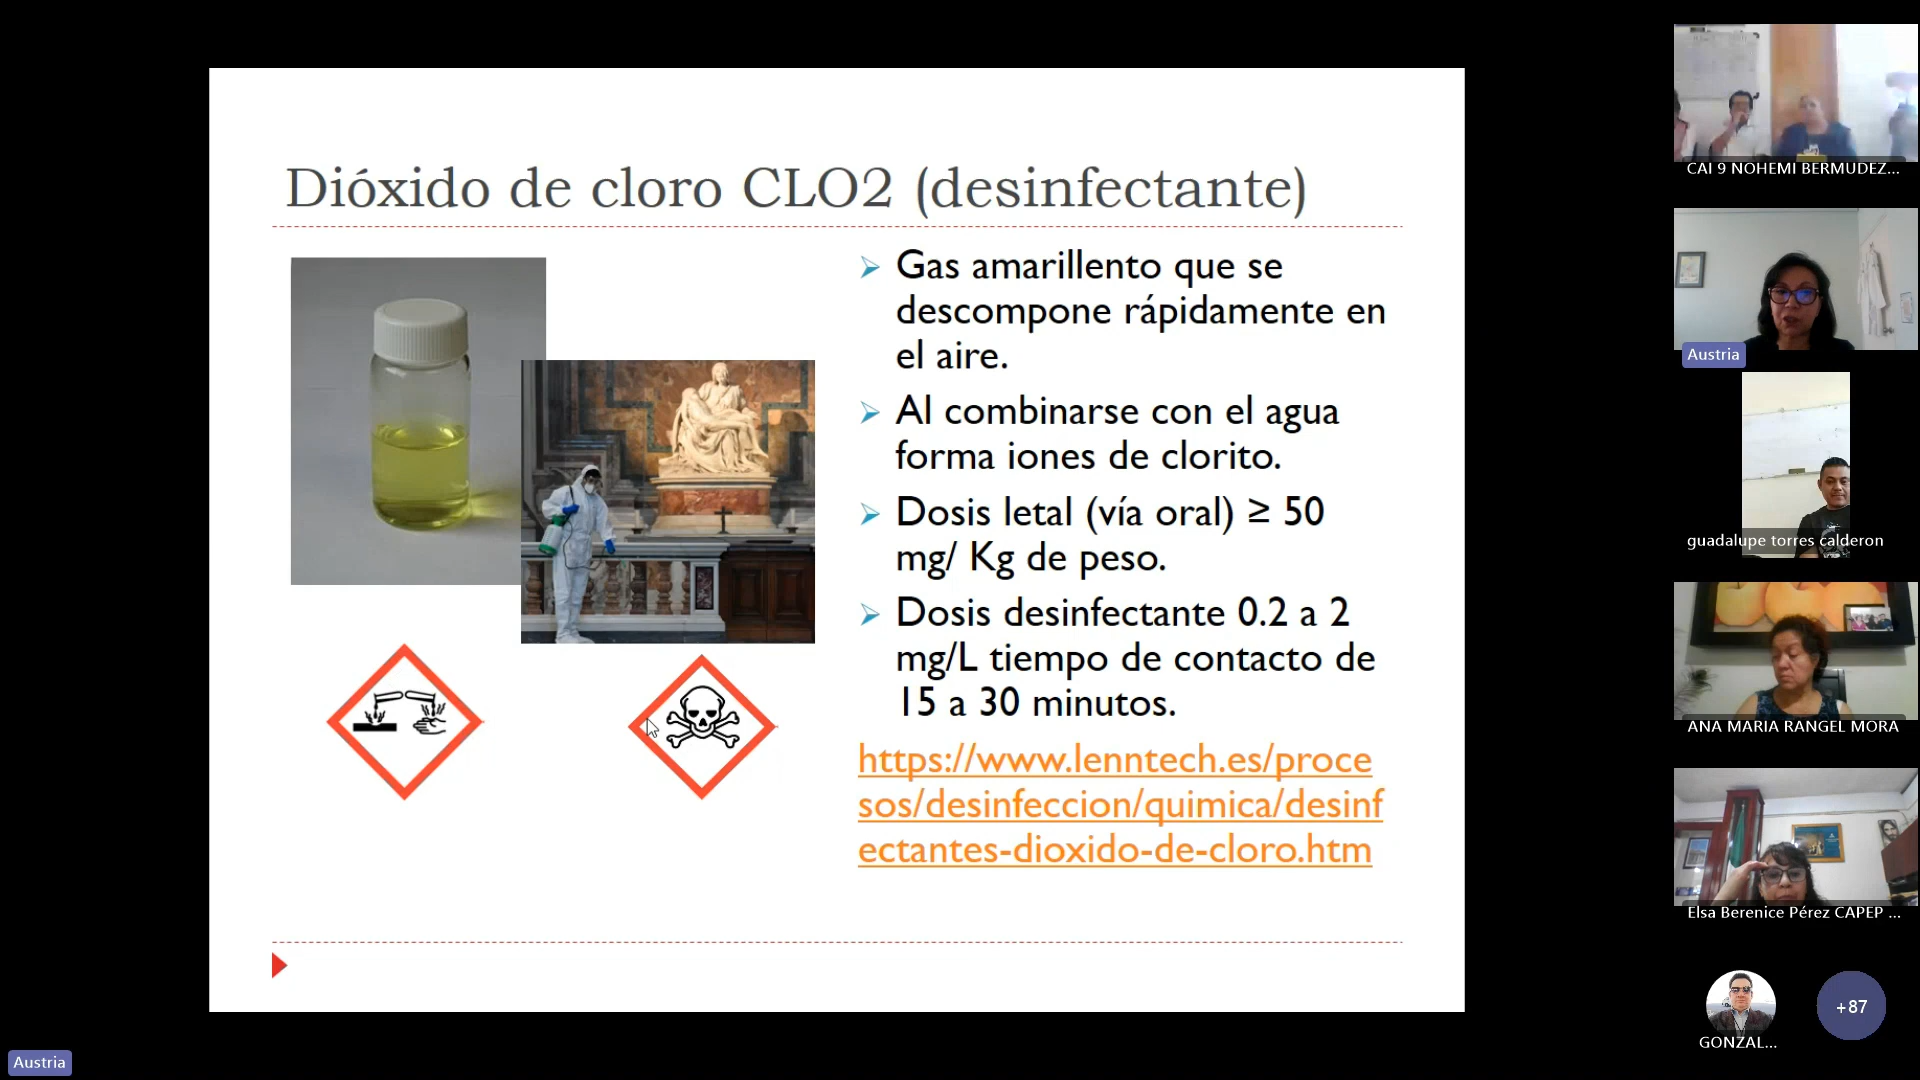 Dióxido de cloro CLO2 (desinfectante)
Gas amarillento que se
descompone rápidamente en
el aire.
Al combinarse con el agua
forma iones de clorito.
Dosis letal (vía oral) ≥ 50
mg/ Kg de peso.
Dosis desinfectante 0.2 a 2
mg/L tiempo de contacto de
15 a 30 minutos.
https://www.lenntech.es/proce
sos/desinfeccion/quimica/desinf
ectantes-dioxido-de-cloro.htm
CAI 9 NOHEMI BERMUDEZ...
Austria
guadalupe torres calderon
ANA MARIA RANGEL MORA
Elsa Berenice Pérez CAPEP ...
GONZAL...
+87
Austria